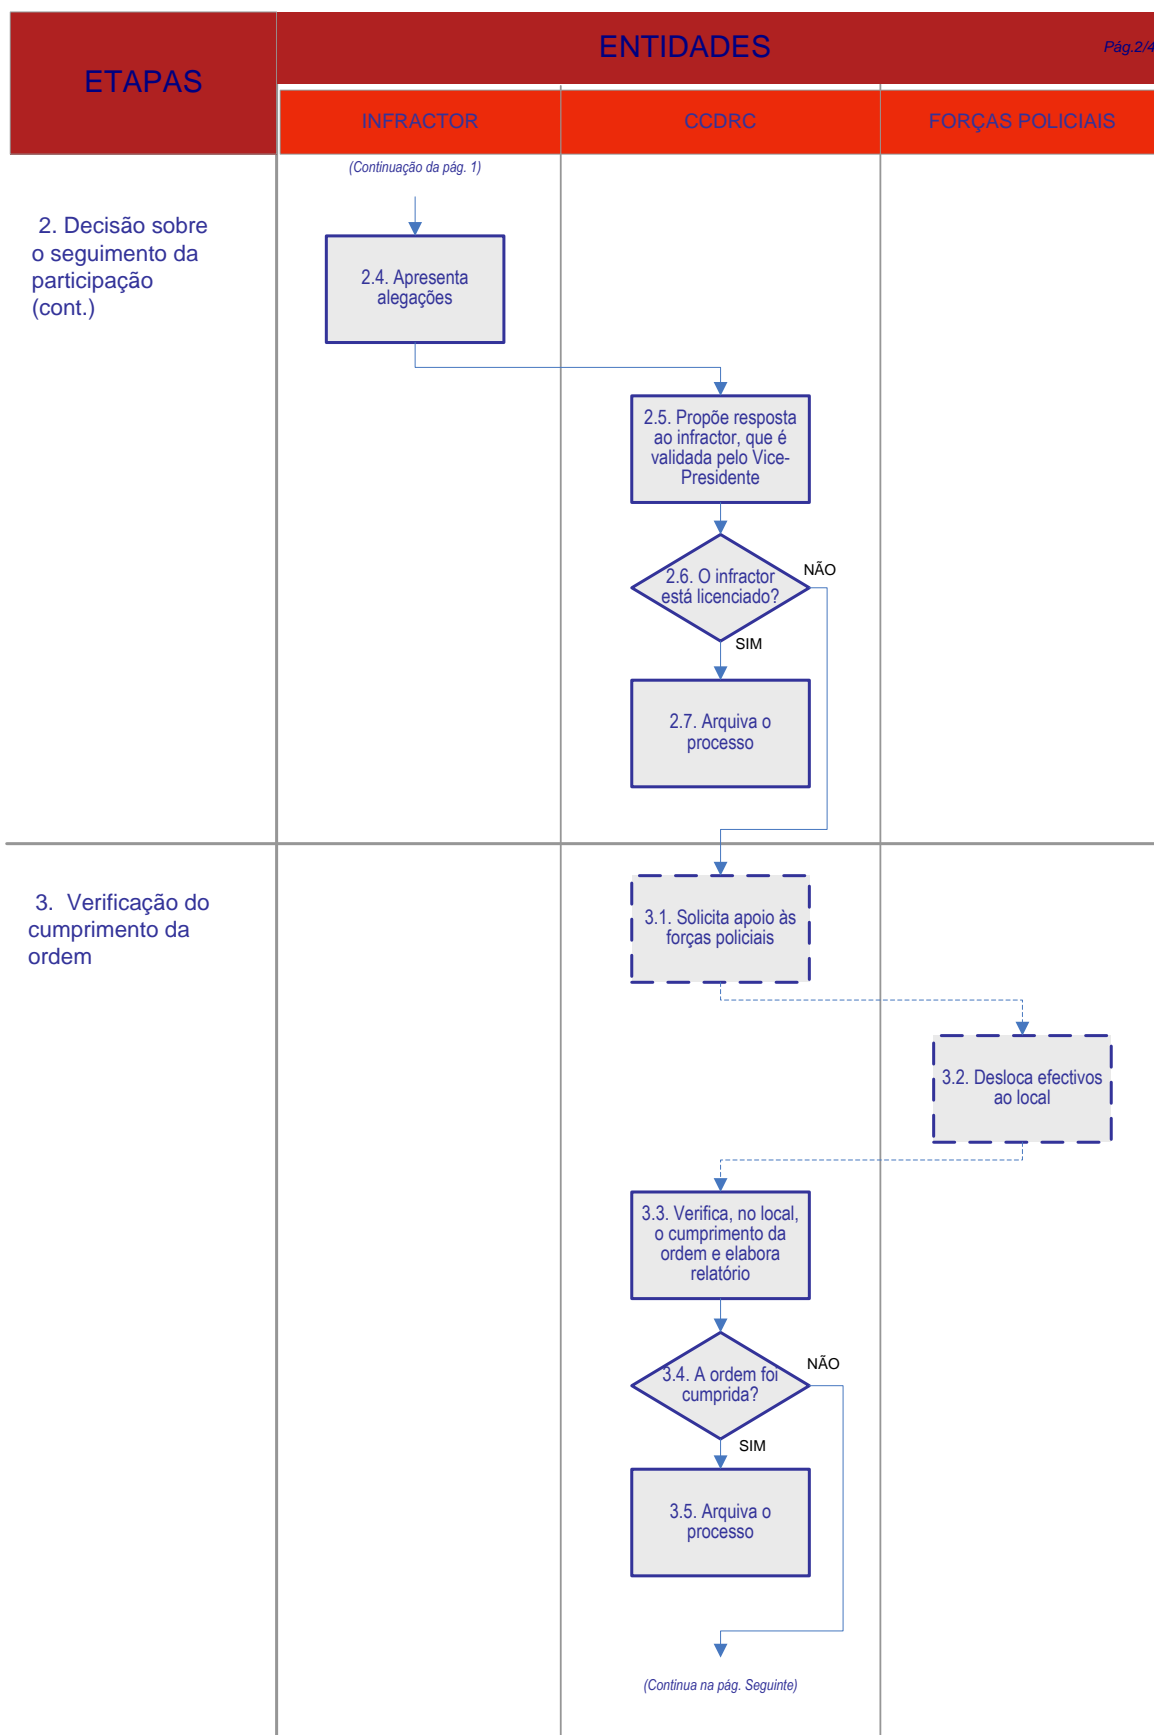 ETAPAS
ENTIDADES
Pág.2/4
INFRACTOR
CCDRC
FORÇAS POLICIAIS
(Continuação da pág. 1)
2. Decisão sobre
o seguimento da
participação
(cont.)
2.4. Apresenta
alegações
2.5. Propõe resposta
ao infractor, que é
validada pelo Vice-
Presidente
2.6. O infractor
está licenciado?
NÃO
SIM
2.7. Arquiva o
processo
3. Verificação do
cumprimento da
ordem
3.1. Solicita apoio às
forças policiais
3.2. Desloca efectivos
ao local
3.3. Verifica, no local,
o cumprimento da
ordem e elabora
relatório
3.4. A ordem foi
cumprida?
NÃO
SIM
3.5. Arquiva o
processo
(Continua na pág. Seguinte)